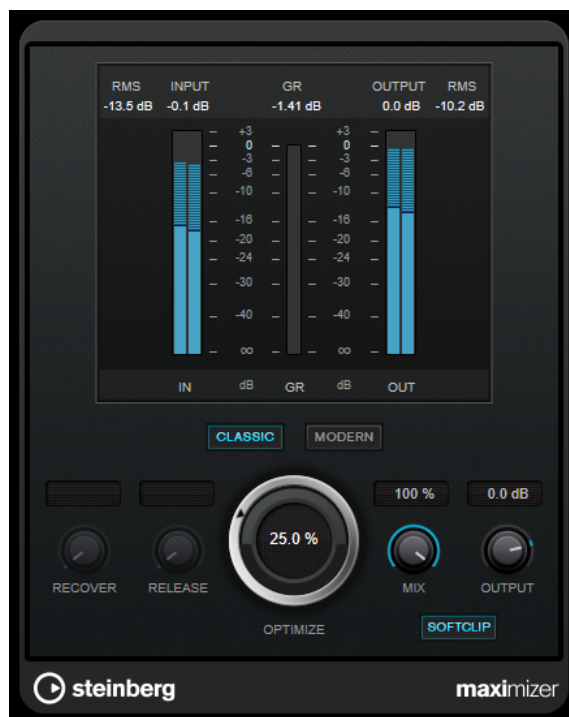 RMS INPUT GR OUTPUT RMS
-13.5 dB -0.1 dB -1.41 dB 0.0 dB -10.2 dB
+3 +3
0 0
-3 -3
-6 -6
-10 -10
-16 -16
-20 -20
-24 -24
-30 -30
-40 -40
∞ ∞
IN dB GR dB OUT
CLASSIC MODERN
100 % 0.0 dB
25.0 %
RECOVER RELEASE MIX OUTPUT
OPTIMIZE SOFTCLIP
steinberg maximizer